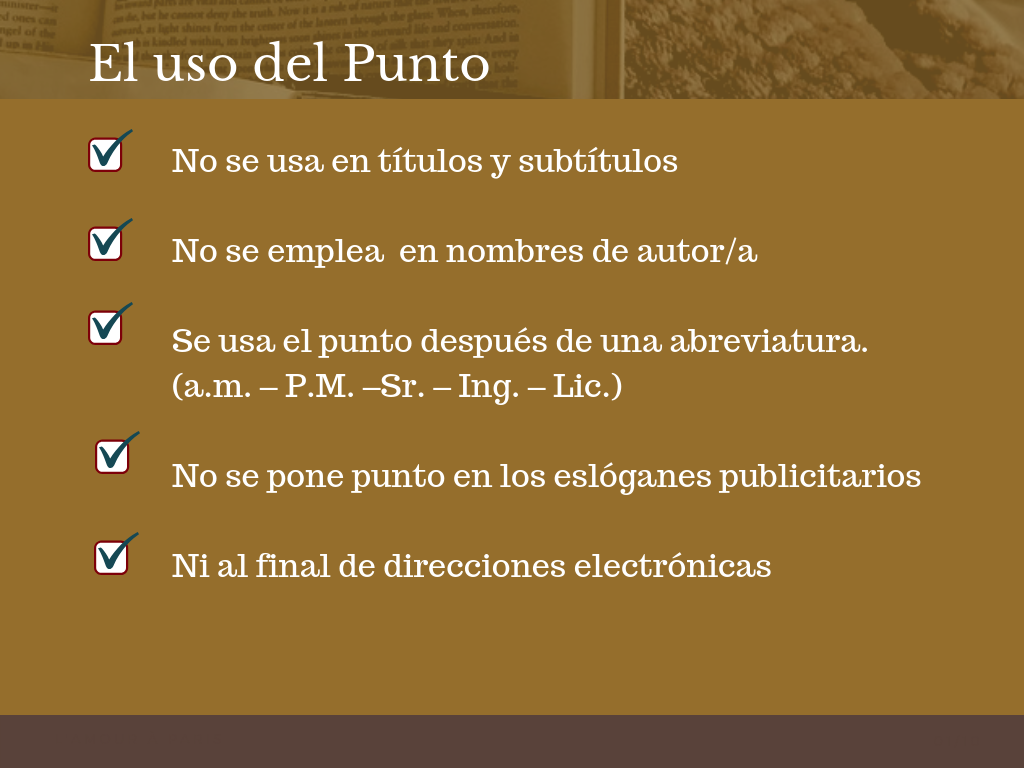 El uso del Punto
No se usa en títulos y subtítulos
No se emplea  en nombres de autor/a
Se usa el punto después de una abreviatura.
(a.m. – P.M. –Sr. – Ing. – Lic.)
No se pone punto en los eslóganes publicitarios
Ni al final de direcciones electrónicas